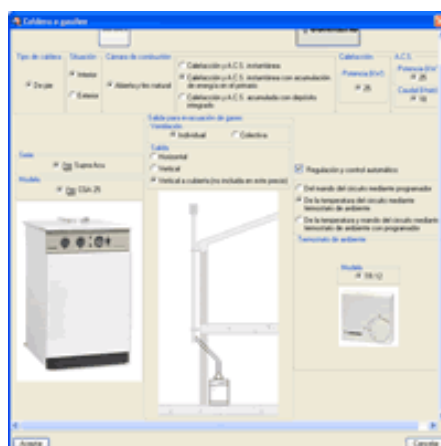 Caldera a gasóleo
Tipo de caldera
De pie
Situación
Interior
Exterior
Cámara de combustión
Abierta y tiro natural
Calefacción y A.C.S. instantánea
Calefacción y A.C.S. instantánea con acumulación
de energía en el primario
Calefacción y A.C.S. acumulada con depósito
integrado
Calefacción
Potencia (kW)
25
A.C.S.
Potencia (kW)
25
Salida para evacuación de gases
Ventilación
Individual
Colectiva
Salida
Horizontal
Vertical
Vertical a cubierta (no incluida en este precio)
Serie
Modelo
Regulación y control automático
Del mando del circuito mediante programador
De la temperatura del circuito mediante
termostato de ambiente
De la temperatura y mando del circuito mediante
termostato de ambiente con programador
Termostato de ambiente
Modelo
TR 12
Aceptar
Cancelar